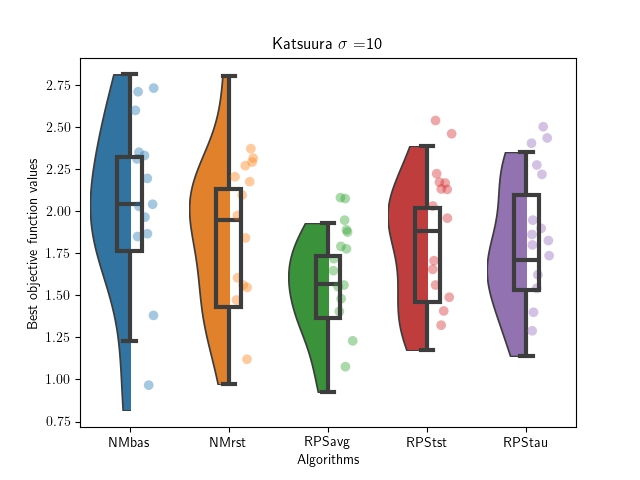 Katsuura σ =10
Best objective function values
2.75
2.50
2.25
2.00
1.75
1.50
1.25
1.00
0.75
NMbas NMrst RPSavg RPStst RPStau
Algorithms